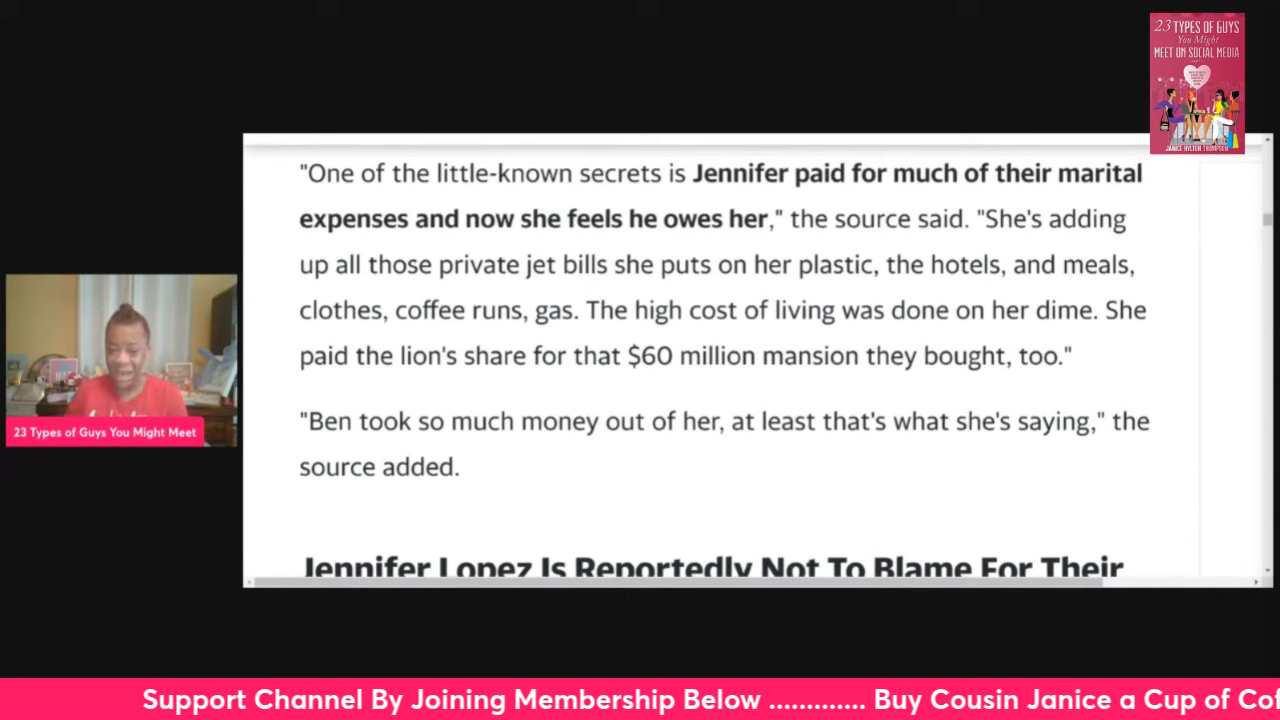 23 TYPES OF GUYS
You Might
MEET ON SOCIAL MEDIA
JANICE HYLTON THOMPSON
"One of the little-known secrets is Jennifer paid for much of their marital
expenses and now she feels he owes her," the source said. "She's adding
up all those private jet bills she puts on her plastic, the hotels, and meals,
clothes, coffee runs, gas. The high cost of living was done on her dime. She
paid the lion's share for that $60 million mansion they bought, too."
"Ben took so much money out of her, at least that's what she's saying," the
source added.
Jennifer Lopez Is Reportedly Not To Blame For Their
23 Types of Guys You Might Meet
Support Channel By Joining Membership Below ............. Buy Cousin Janice a Cup of